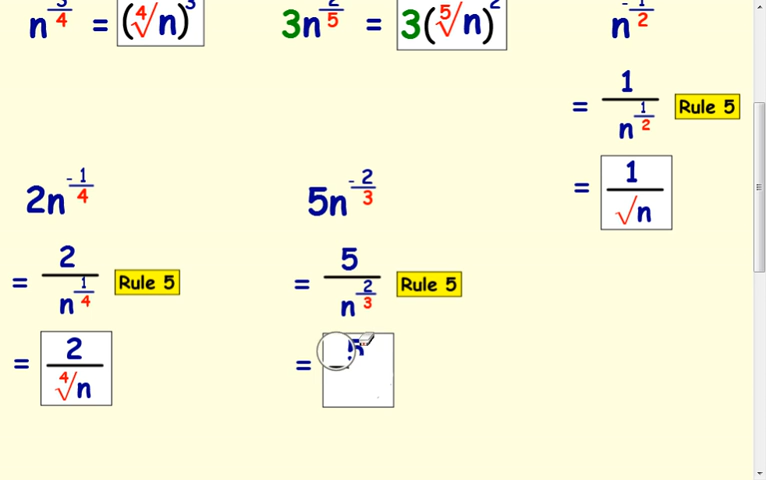 n^(3/4) = (⁴√n)³
3n^(2/5) = 3(⁵√n)²
n^(-1/2)
= 1/n^(1/2) Rule 5
= 1/√n
2n^(-1/4)
= 2/n^(1/4) Rule 5
= 2/⁴√n
5n^(-2/3)
= 5/n^(2/3) Rule 5
=